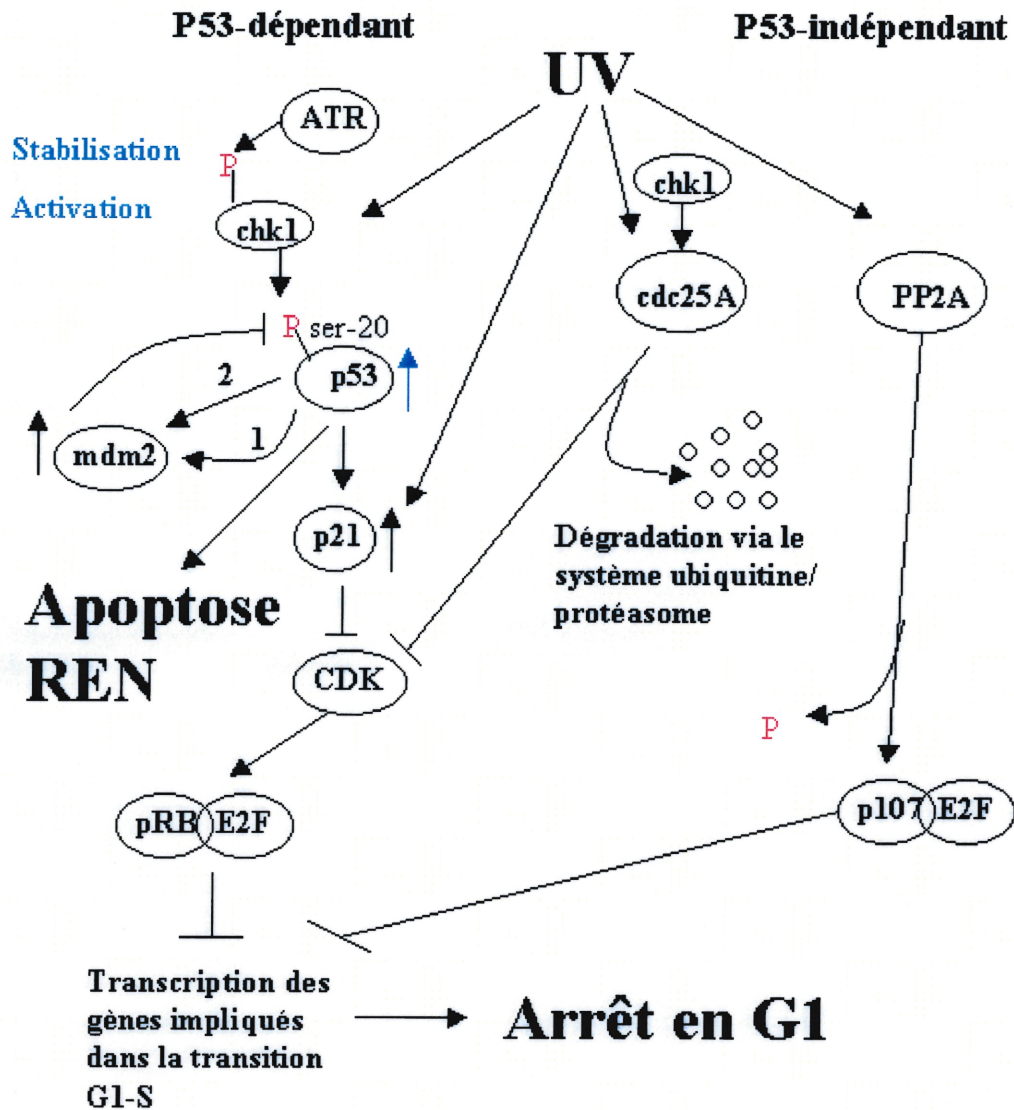 P53-dépendant
P53-indépendant
UV
ATR
Stabilisation
P
Activation
chk1
chk1
cdc25A
PP2A
P ser-20
p53
2
1
mdm2
p21
Dégradation via le
système ubiquitine/
protéasome
Apoptose
REN
CDK
P
pRB E2F
p107 E2F
Transcription des
gènes impliqués
dans la transition
G1-S
Arrêt en G1